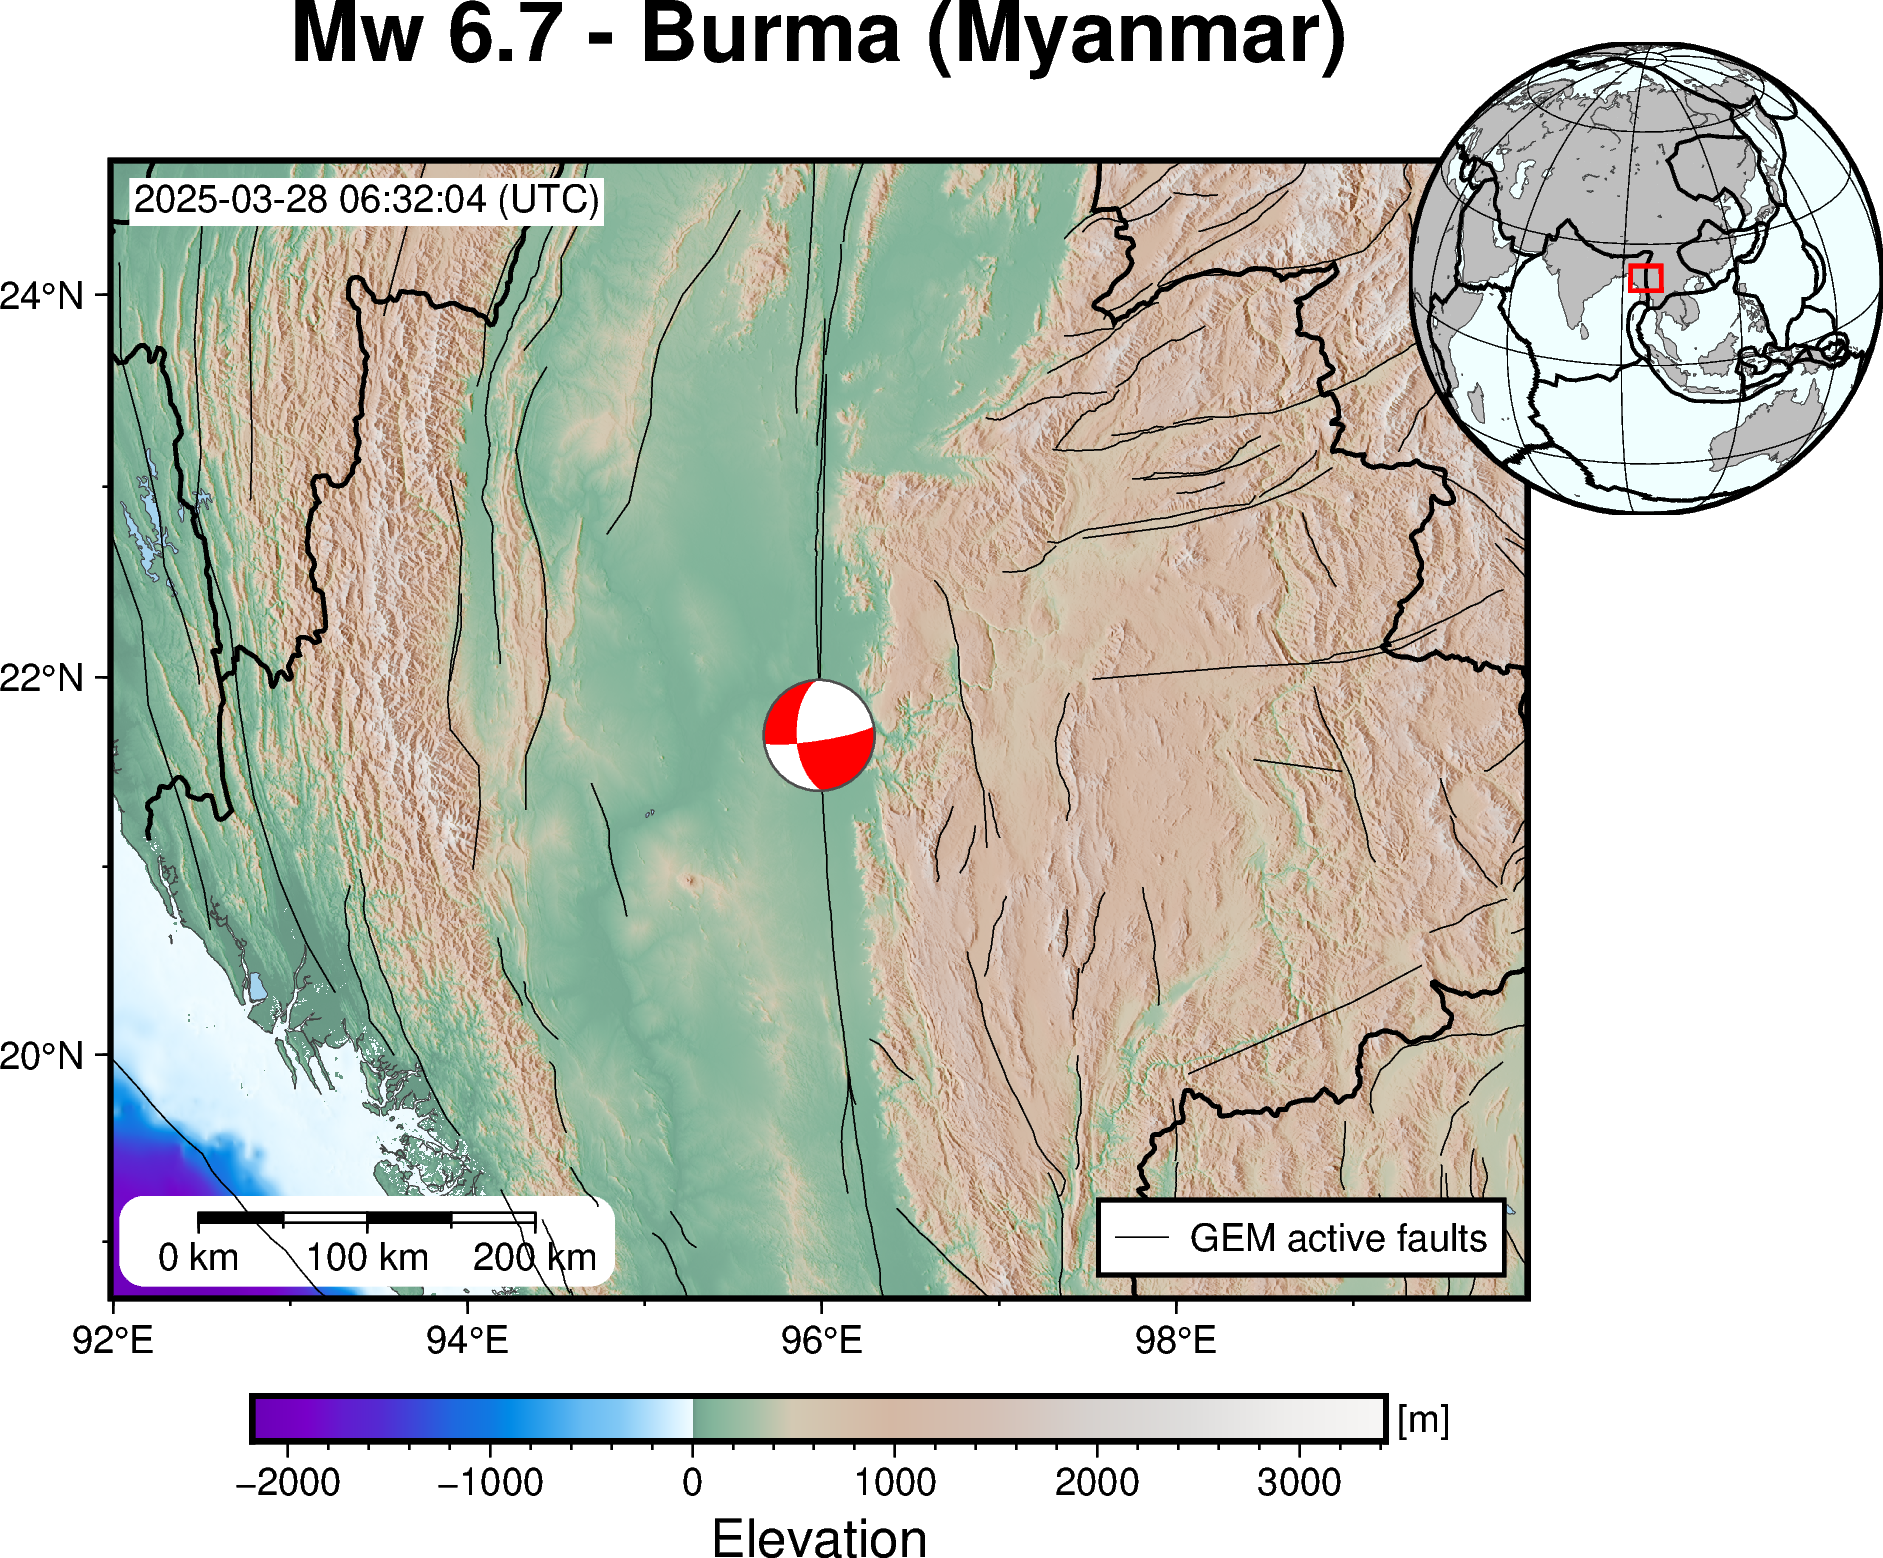 Mw 6.7 - Burma (Myanmar)
2025-03-28 06:32:04 (UTC)
24°N
22°N
20°N
0 km 100 km 200 km
GEM active faults
92°E 94°E 96°E 98°E
[m]
−2000 −1000 0 1000 2000 3000
Elevation